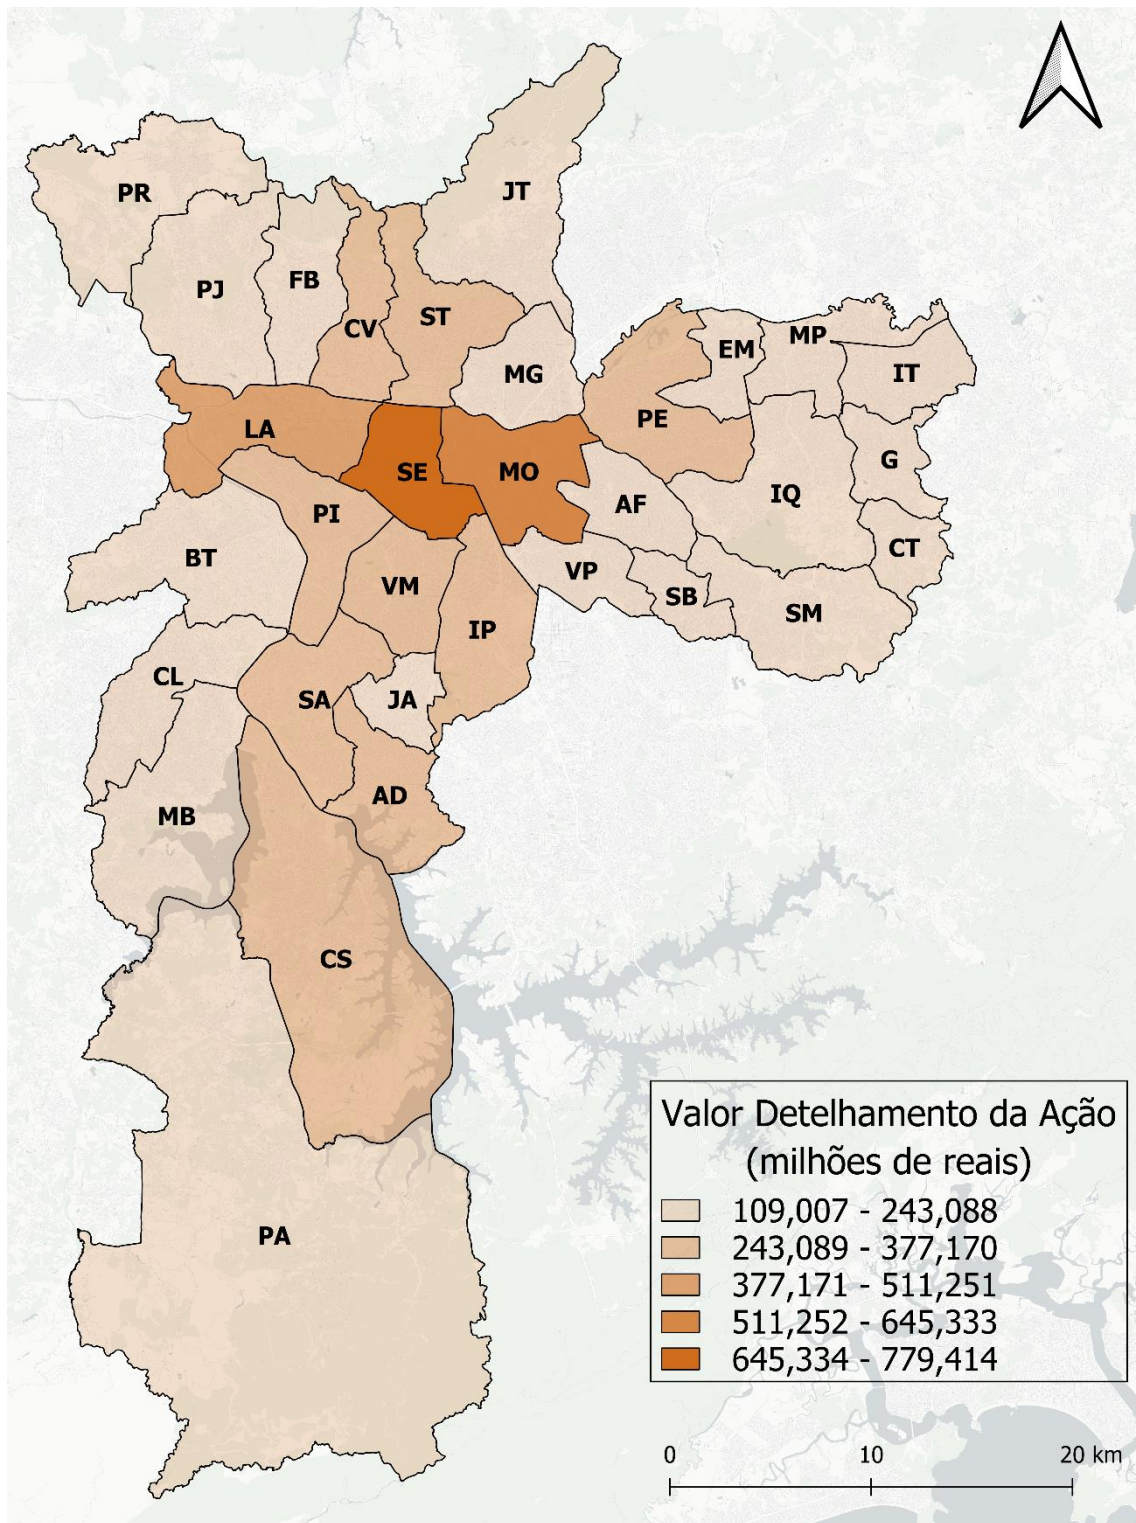 JT
PR
FB
PJ
ST
CV
MP
EM
MG
IT
PE
LA
G
SE
MO
IQ
AF
PI
CT
BT
VP
VM
SB
SM
IP
CL
SA
JA
AD
MB
CS
PA
Valor Detelhamento da Ação
(milhões de reais)
109,007 - 243,088
243,089 - 377,170
377,171 - 511,251
511,252 - 645,333
645,334 - 779,414
0 10 20 km